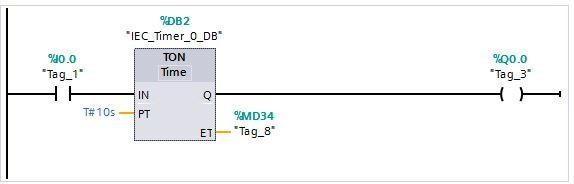 %DB2
"IEC_Timer_0_DB"
%I0.0
%Q0.0
TON
"Tag_1"
Time
"Tag_3"
IN
Q
T#10s
PT
%MD34
ET
"Tag_8"